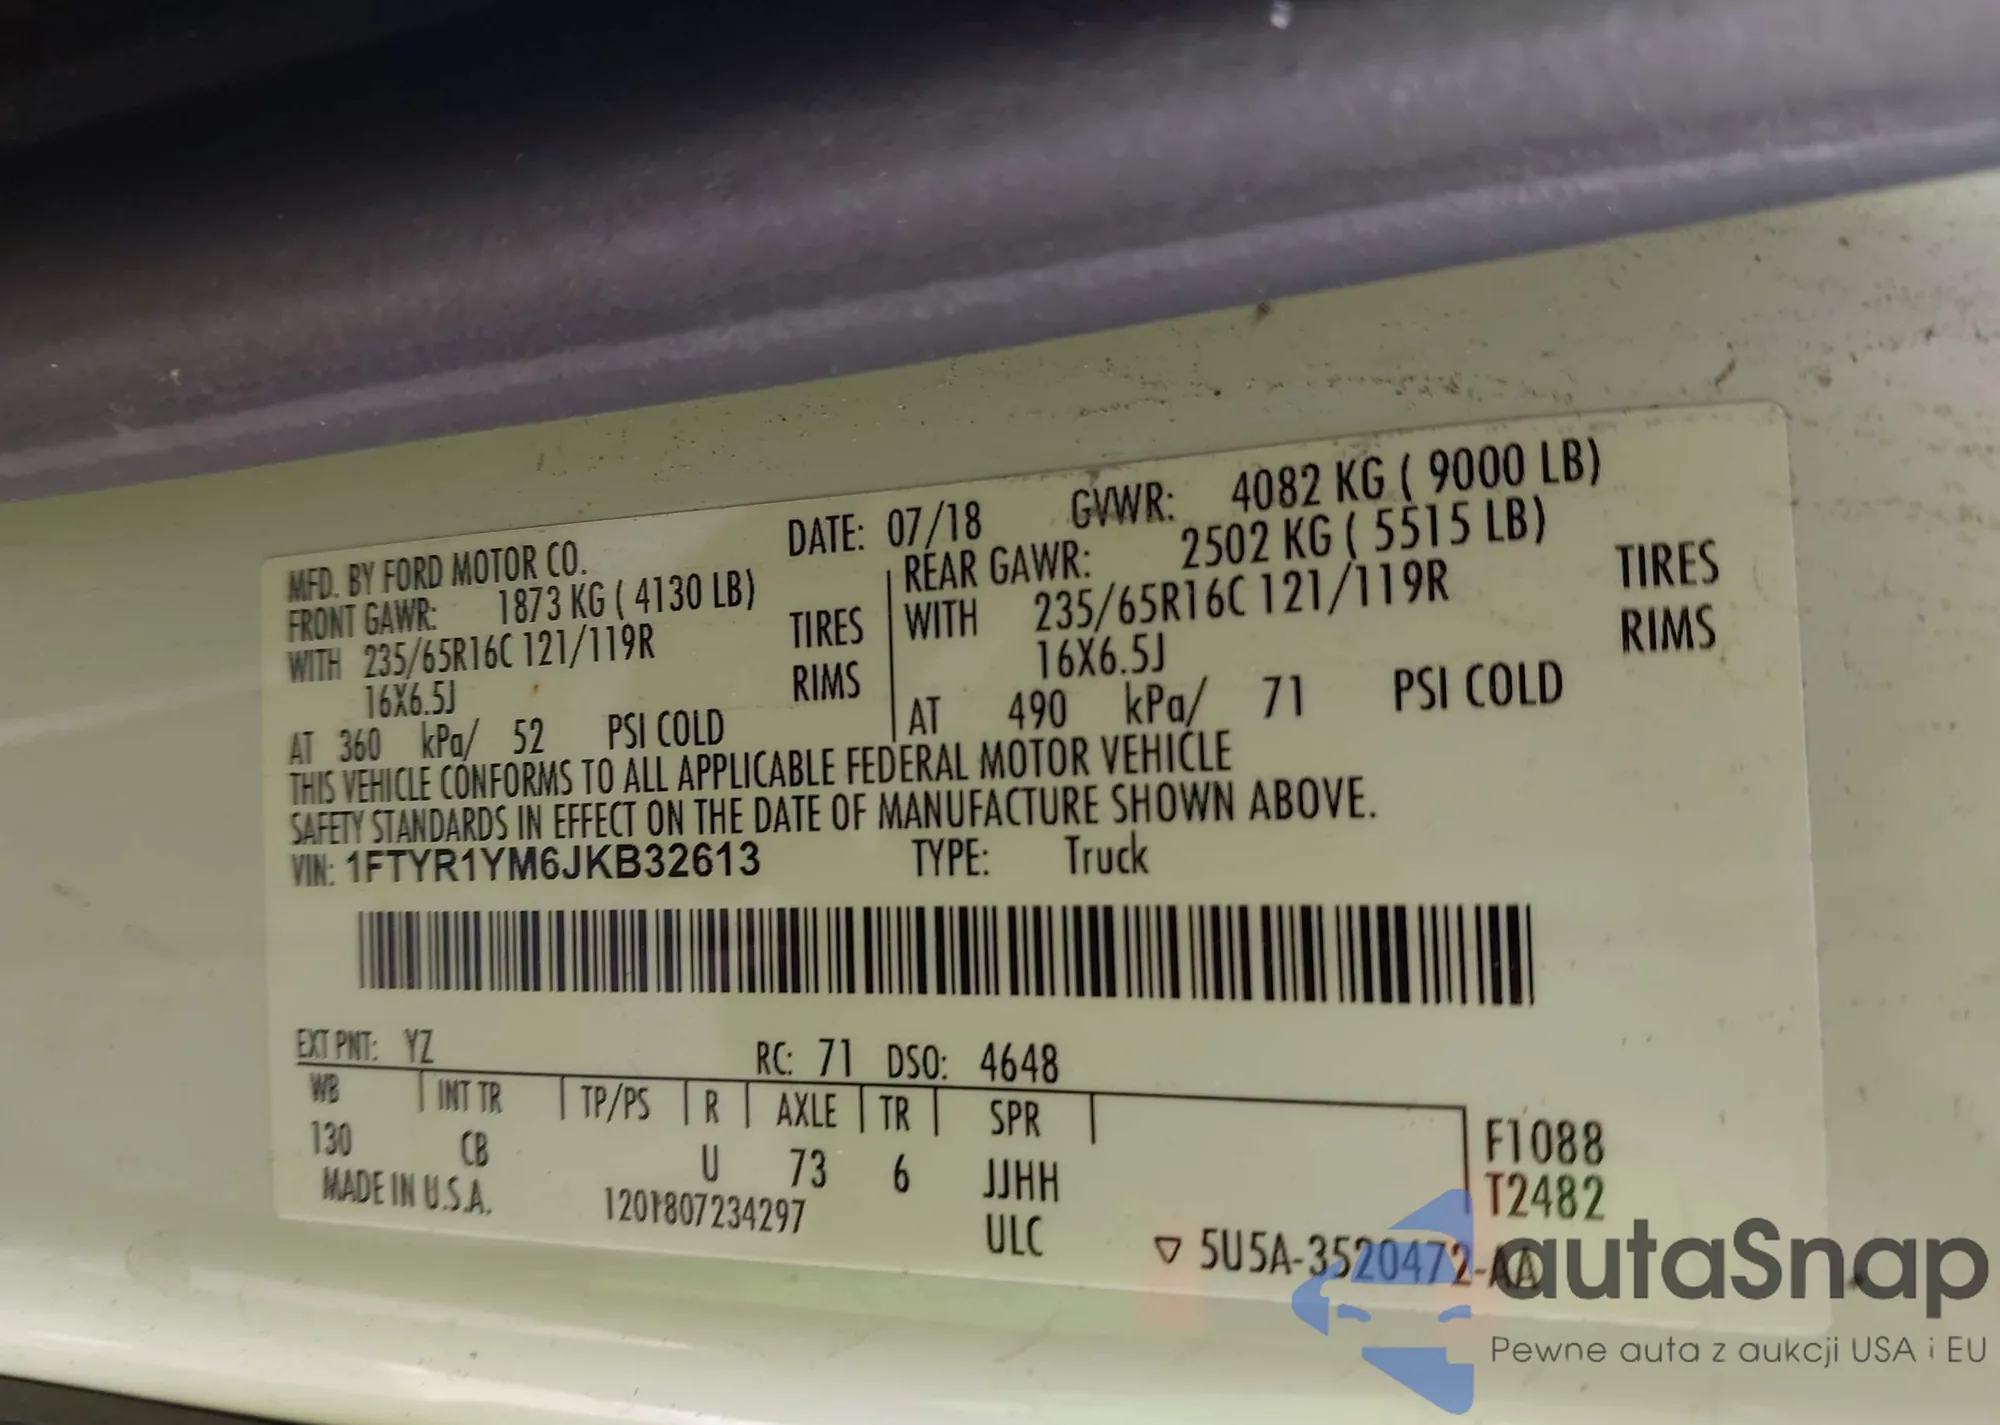 MFD. BY FORD MOTOR CO. DATE: 07/18 GVWR: 4082 KG ( 9000 LB)
FRONT GAWR: 1873 KG ( 4130 LB) REAR GAWR: 2502 KG ( 5515 LB)
WITH 235/65R16C 121/119R TIRES WITH 235/65R16C 121/119R TIRES
16X6.5J RIMS 16X6.5J RIMS
AT 360 kPa/ 52 PSI COLD AT 490 kPa/ 71 PSI COLD
THIS VEHICLE CONFORMS TO ALL APPLICABLE FEDERAL MOTOR VEHICLE
SAFETY STANDARDS IN EFFECT ON THE DATE OF MANUFACTURE SHOWN ABOVE.
VIN: 1FTYR1YM6JKB32613 TYPE: Truck
EXT PNT: YZ RC: 71 DSO: 4648
WB INT TR TP/PS R AXLE TR SPR F1088
130 CB U 73 6 JJHH T2482
MADE IN U.S.A. 1201807234297 ULC ▽ 5U5A-3520472-AA
autaSnap
Pewne auta z aukcji USA i EU